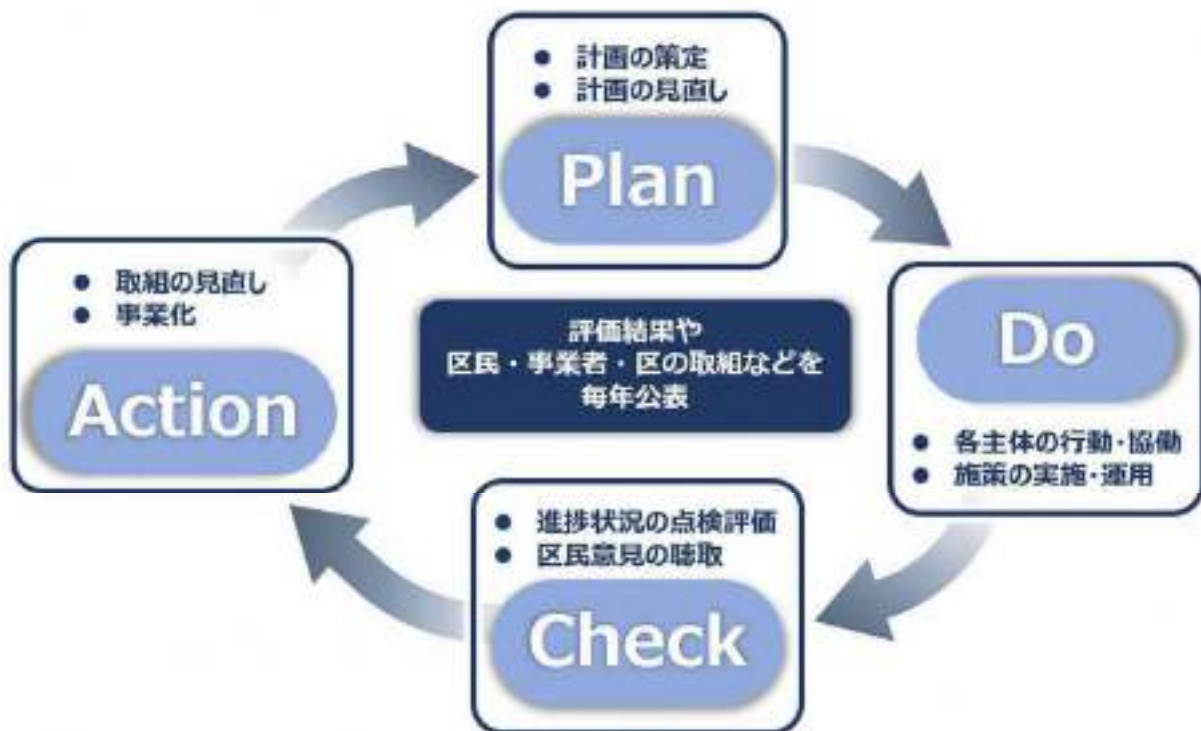 ● 計画の策定
● 計画の見直し
Plan
Do
● 各主体の行動・協働
● 施策の実施・運用
● 進捗状況の点検評価
● 区民意見の聴取
Check
● 取組の見直し
● 事業化
Action
評価結果や
区民・事業者・区の取組などを
毎年公表